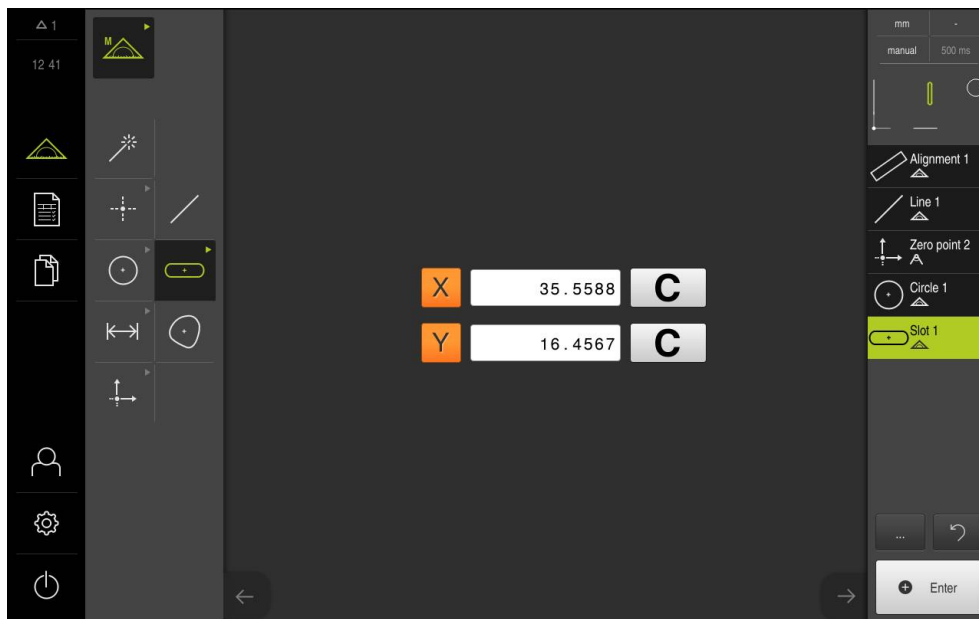 1
12 41
M
X 35.5588 C
Y 16.4567 C
mm -
manual 500 ms
Alignment 1
Line 1
Zero point 2
Circle 1
Slot 1
...
Enter